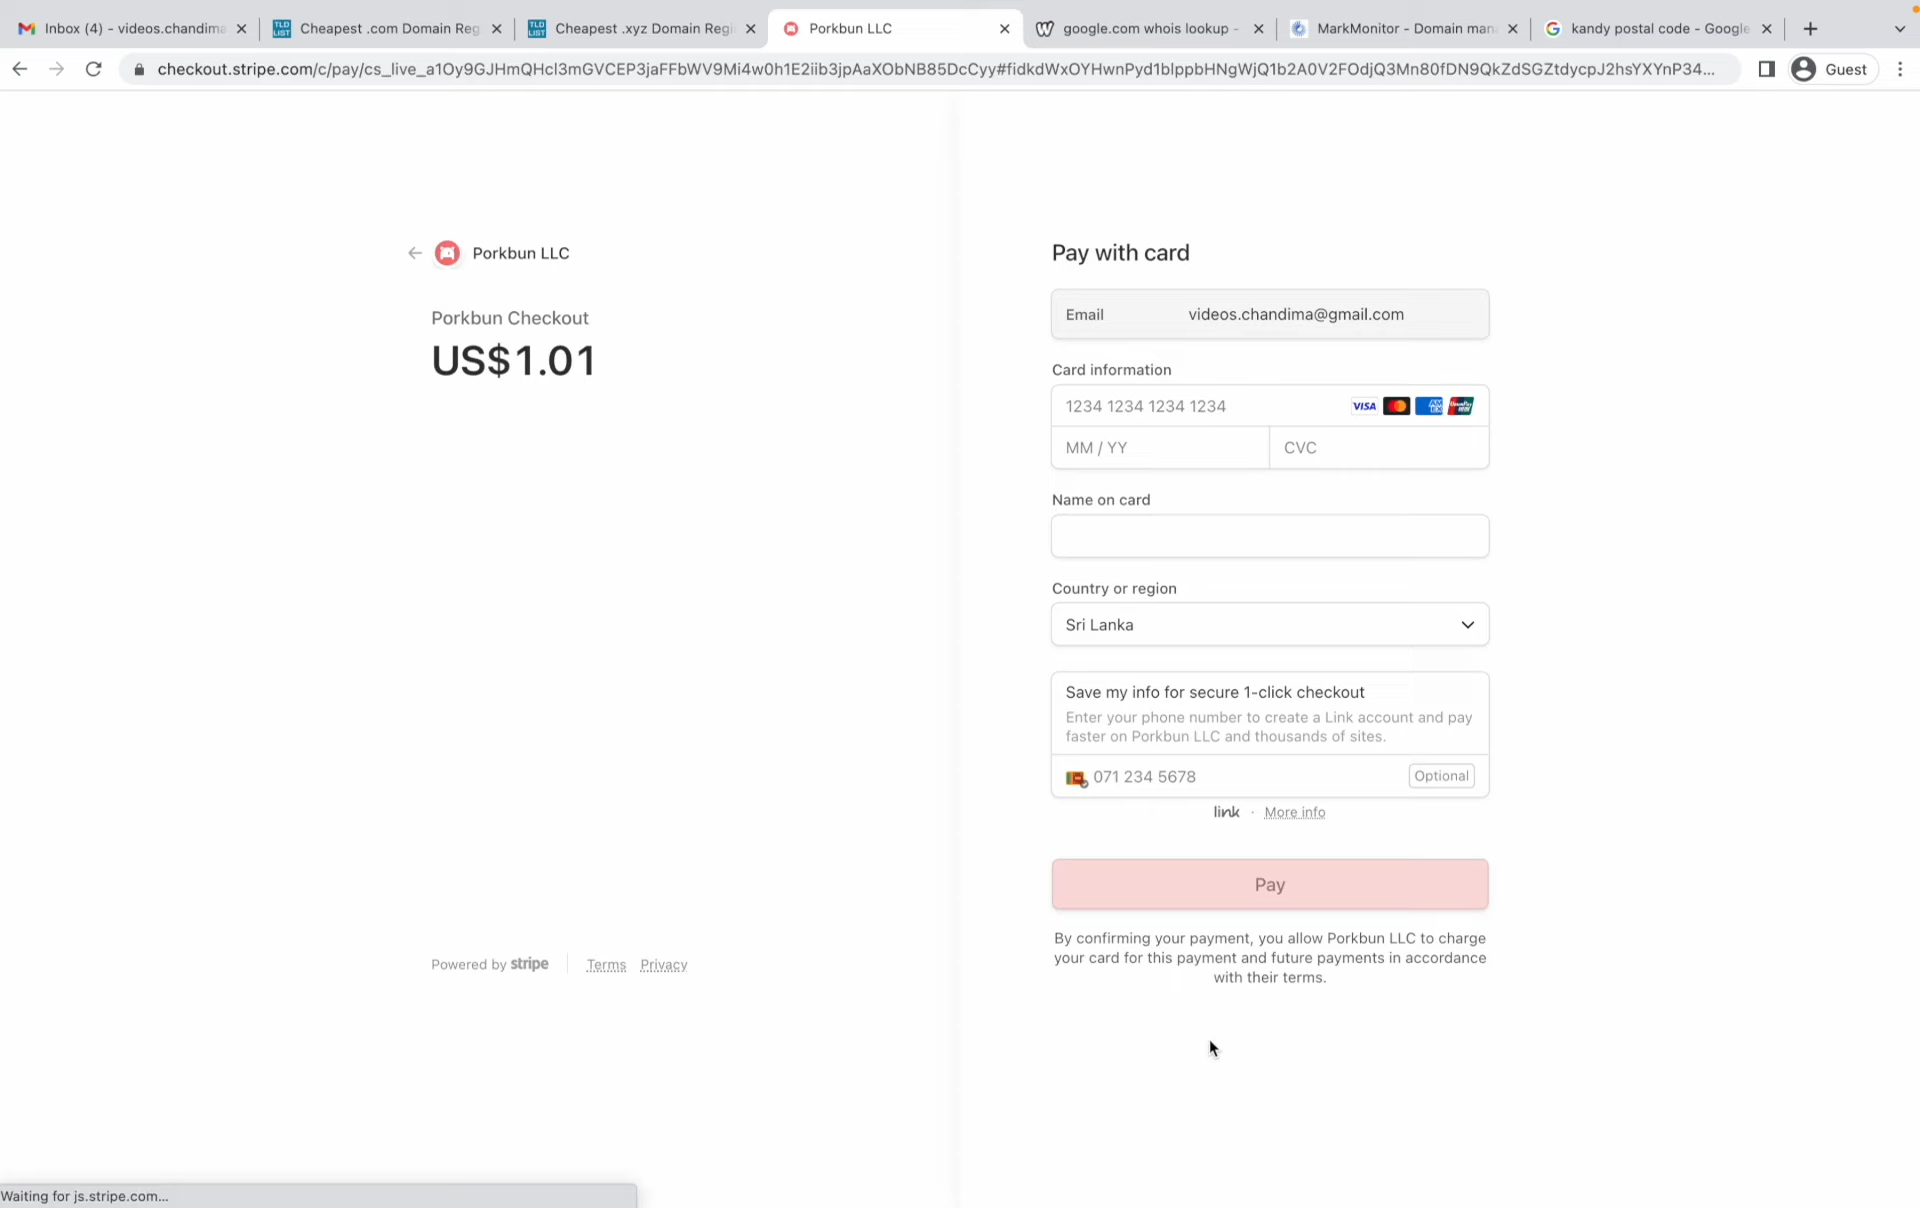 Inbox (4) - videos.chandima
Cheapest .com Domain Reg
Cheapest .xyz Domain Regi
Porkbun LLC
google.com whois lookup -
MarkMonitor - Domain man
kandy postal code - Google
checkout.stripe.com/c/pay/cs_live_a1Oy9GJHmQHcl3mGVCEP3jaFFbWV9Mi4w0h1E2iib3jpAaXObNB85DcCyy#fidkdWxOYHwnPyd1blppbHNgWjQ1b2A0V2FOdjQ3Mn80fDN9QkZdSGZtdycpJ2hsYXYnP34...
Guest
Porkbun LLC
Porkbun Checkout
US$1.01
Powered by stripe
Terms Privacy
Pay with card
Email videos.chandima@gmail.com
Card information
1234 1234 1234 1234
VISA
MM / YY
CVC
Name on card
Country or region
Sri Lanka
Save my info for secure 1-click checkout
Enter your phone number to create a Link account and pay
faster on Porkbun LLC and thousands of sites.
071 234 5678
Optional
link · More info
Pay
By confirming your payment, you allow Porkbun LLC to charge
your card for this payment and future payments in accordance
with their terms.
Waiting for js.stripe.com...